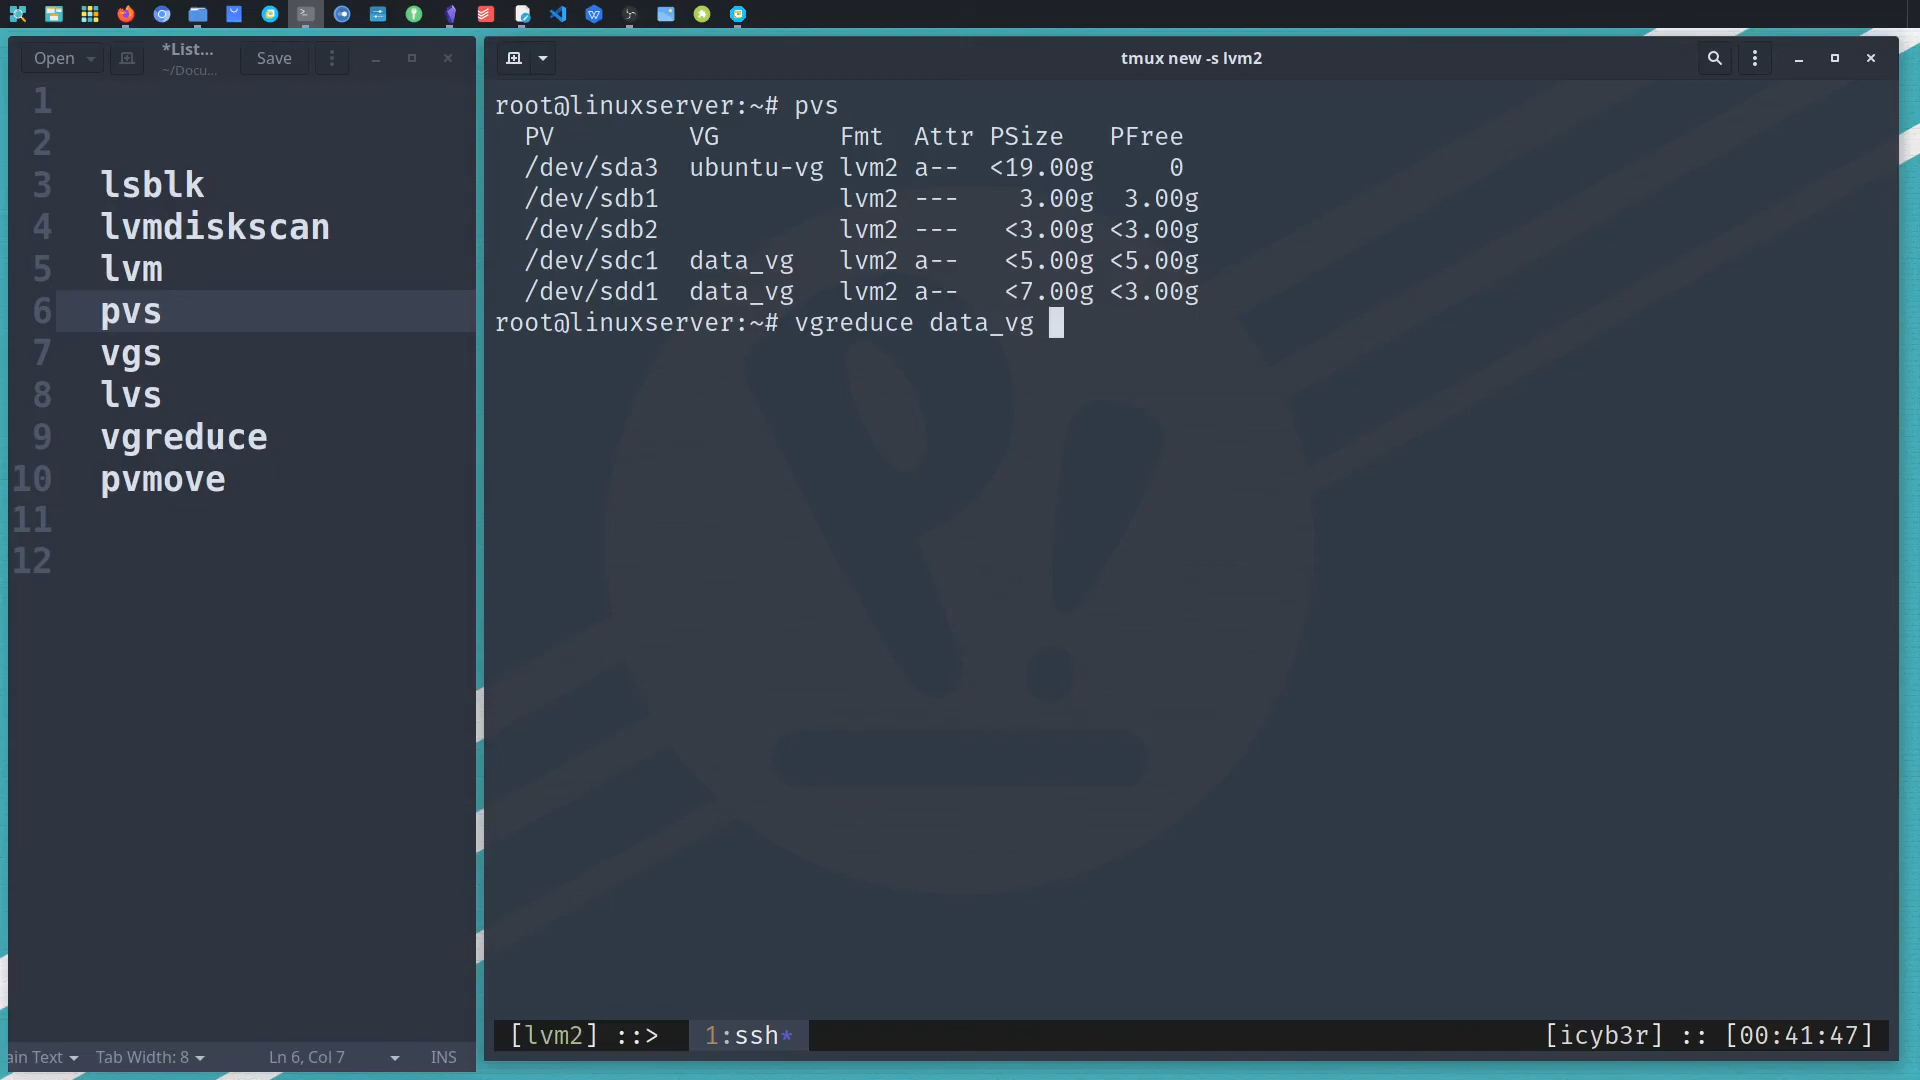 Open
*List...
~/Docu...
Save
1
2
3 lsblk
4 lvmdiskscan
5 lvm
6 pvs
7 vgs
8 lvs
9 vgreduce
10 pvmove
11
12
ain Text
Tab Width: 8
Ln 6, Col 7
INS
tmux new -s lvm2
root@linuxserver:~# pvs
PV VG Fmt Attr PSize PFree
/dev/sda3 ubuntu-vg lvm2 a-- <19.00g 0
/dev/sdb1 lvm2 --- 3.00g 3.00g
/dev/sdb2 lvm2 --- <3.00g <3.00g
/dev/sdc1 data_vg lvm2 a-- <5.00g <5.00g
/dev/sdd1 data_vg lvm2 a-- <7.00g <3.00g
root@linuxserver:~# vgreduce data_vg
[lvm2] ::> 1:ssh* [icyb3r] :: [00:41:47]